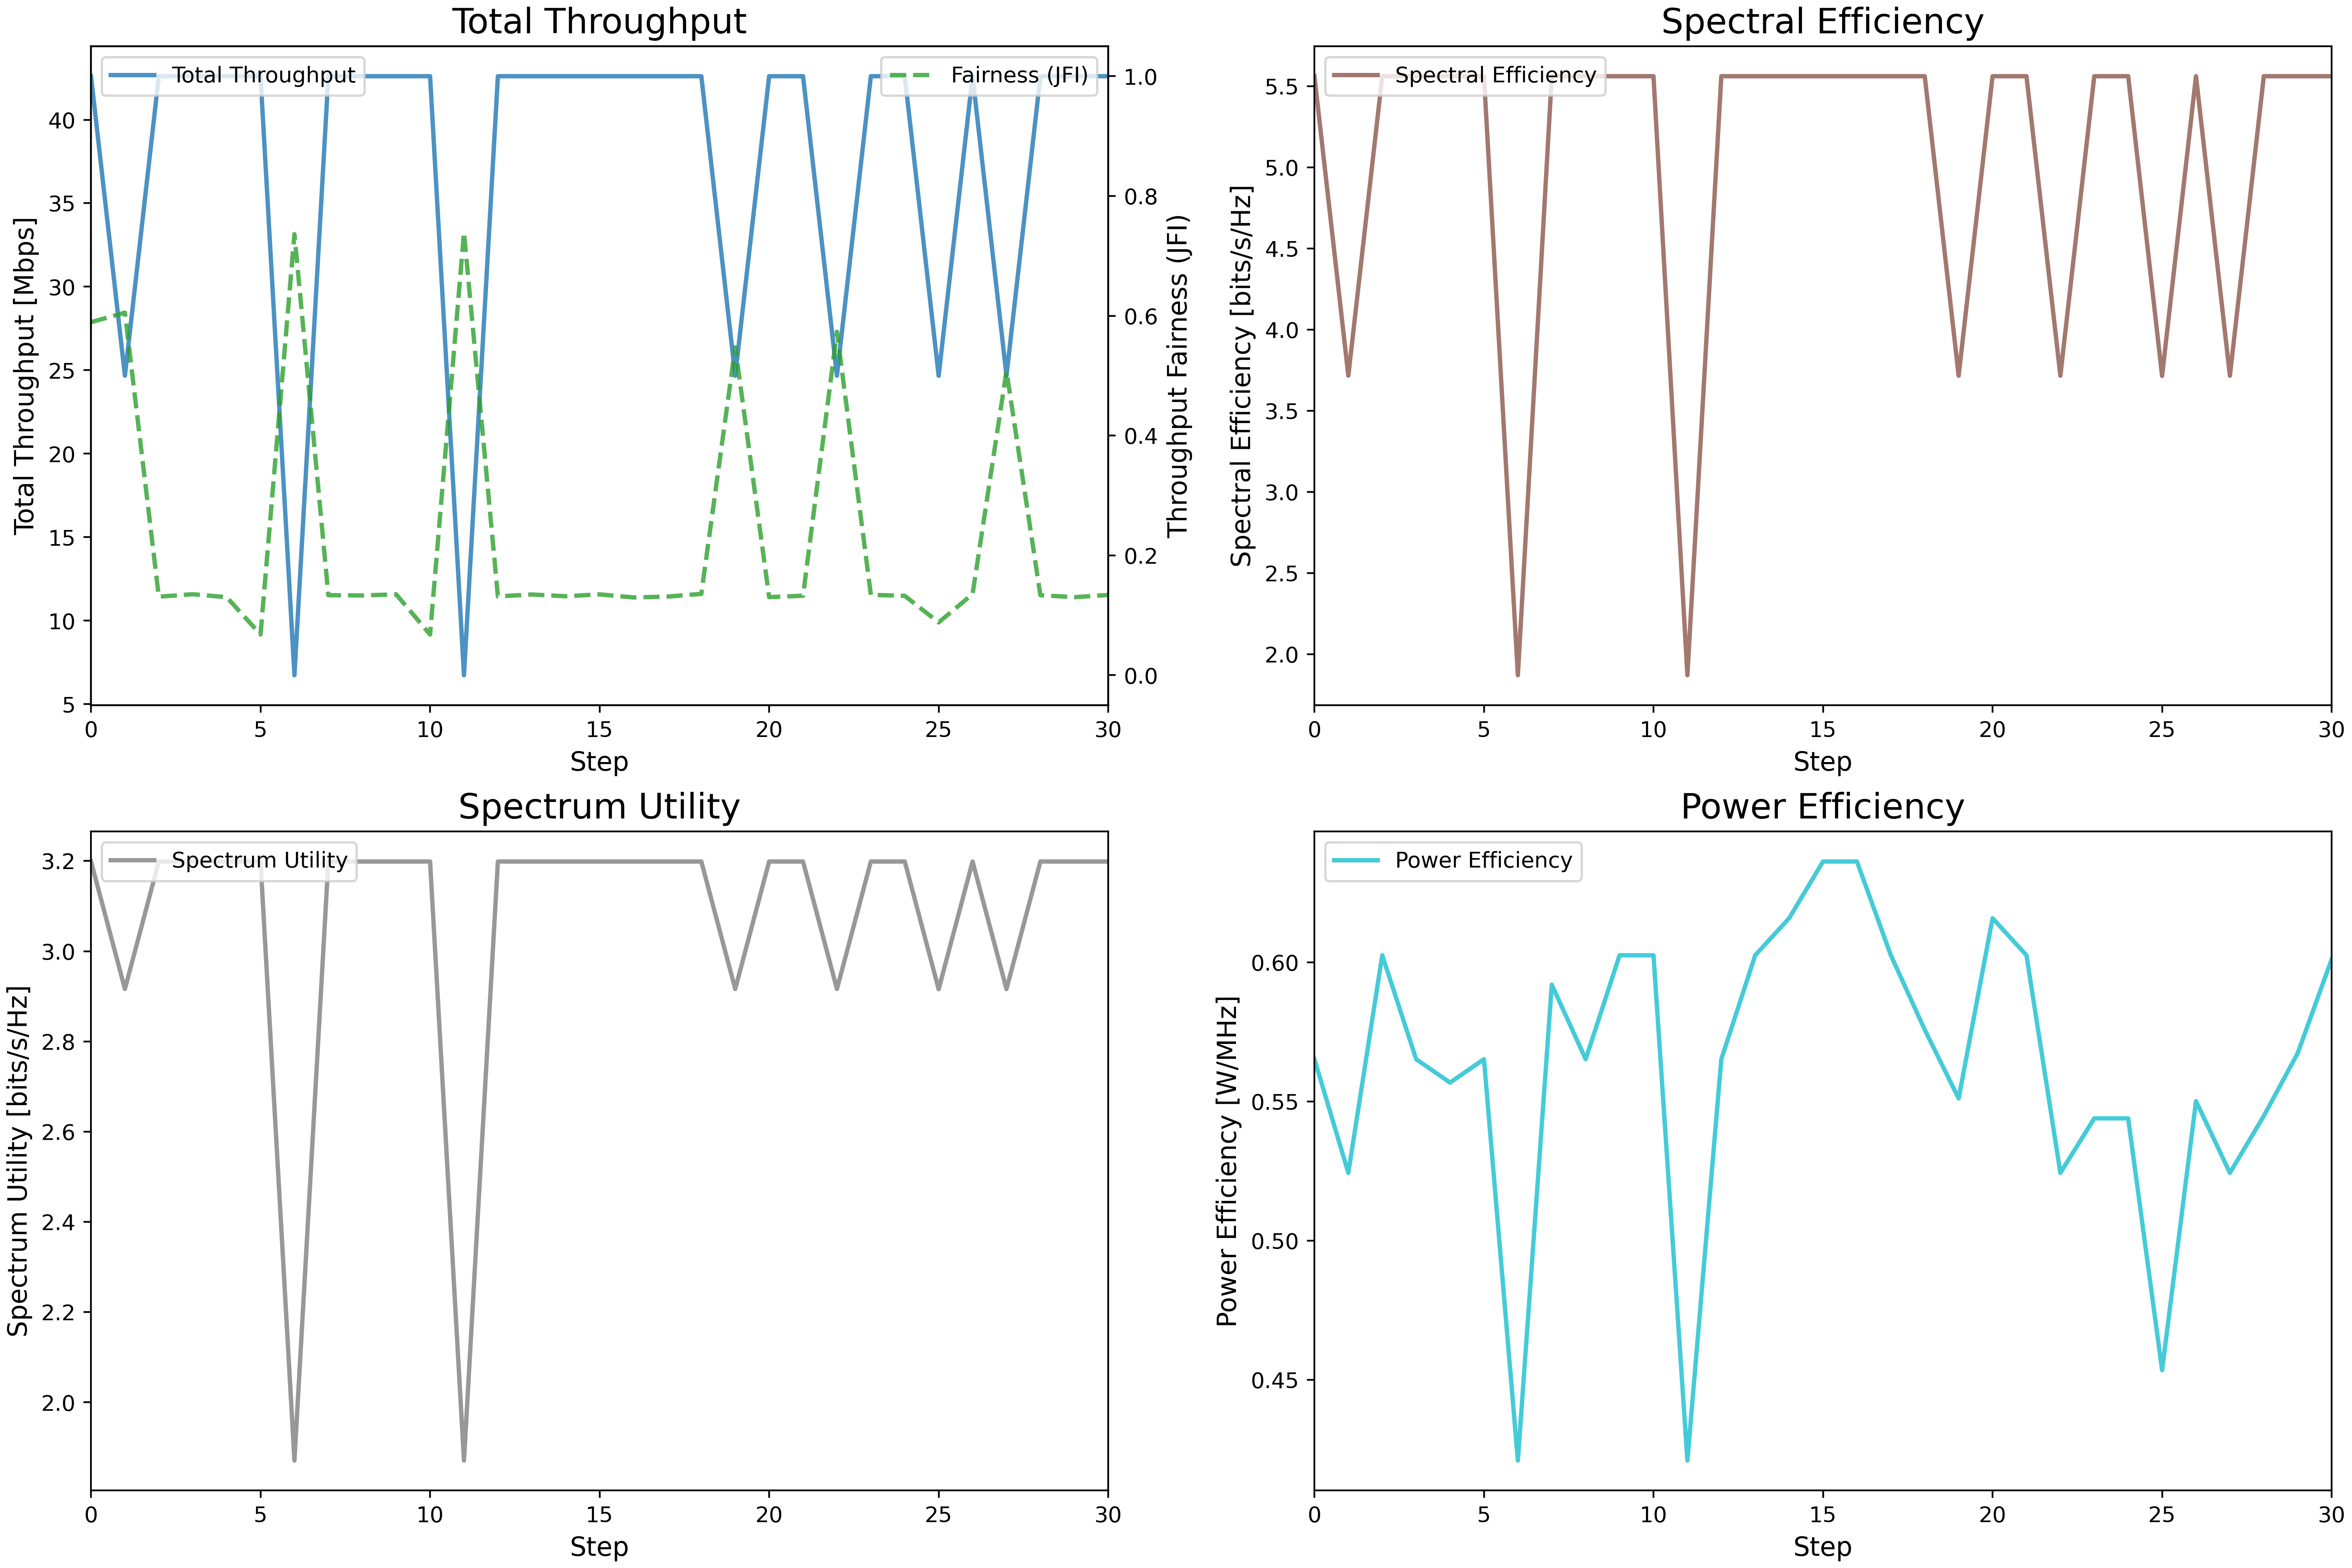 Total Throughput
Total Throughput
Fairness (JFI)
Total Throughput [Mbps]
40
35
30
25
20
15
10
5
1.0
0.8
0.6
0.4
0.2
0.0
Throughput Fairness (JFI)
0 5 10 15 20 25 30
Step
Spectral Efficiency
Spectral Efficiency
Spectral Efficiency [bits/s/Hz]
5.5
5.0
4.5
4.0
3.5
3.0
2.5
2.0
0 5 10 15 20 25 30
Step
Spectrum Utility
Spectrum Utility
Spectrum Utility [bits/s/Hz]
3.2
3.0
2.8
2.6
2.4
2.2
2.0
0 5 10 15 20 25 30
Step
Power Efficiency
Power Efficiency
Power Efficiency [W/MHz]
0.60
0.55
0.50
0.45
0 5 10 15 20 25 30
Step